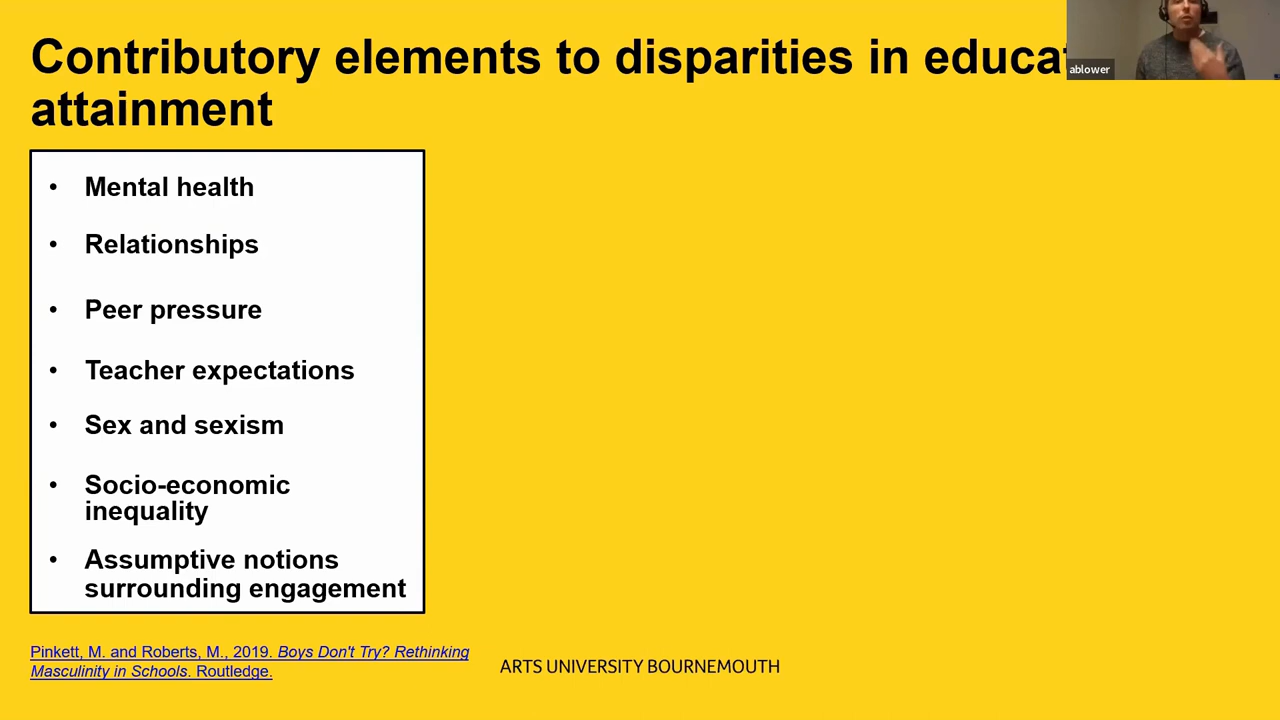 Contributory elements to disparities in educa
attainment
ablower
• Mental health
• Relationships
• Peer pressure
• Teacher expectations
• Sex and sexism
• Socio-economic
inequality
• Assumptive notions
surrounding engagement
Pinkett, M. and Roberts, M., 2019. Boys Don't Try? Rethinking
Masculinity in Schools. Routledge.
ARTS UNIVERSITY BOURNEMOUTH